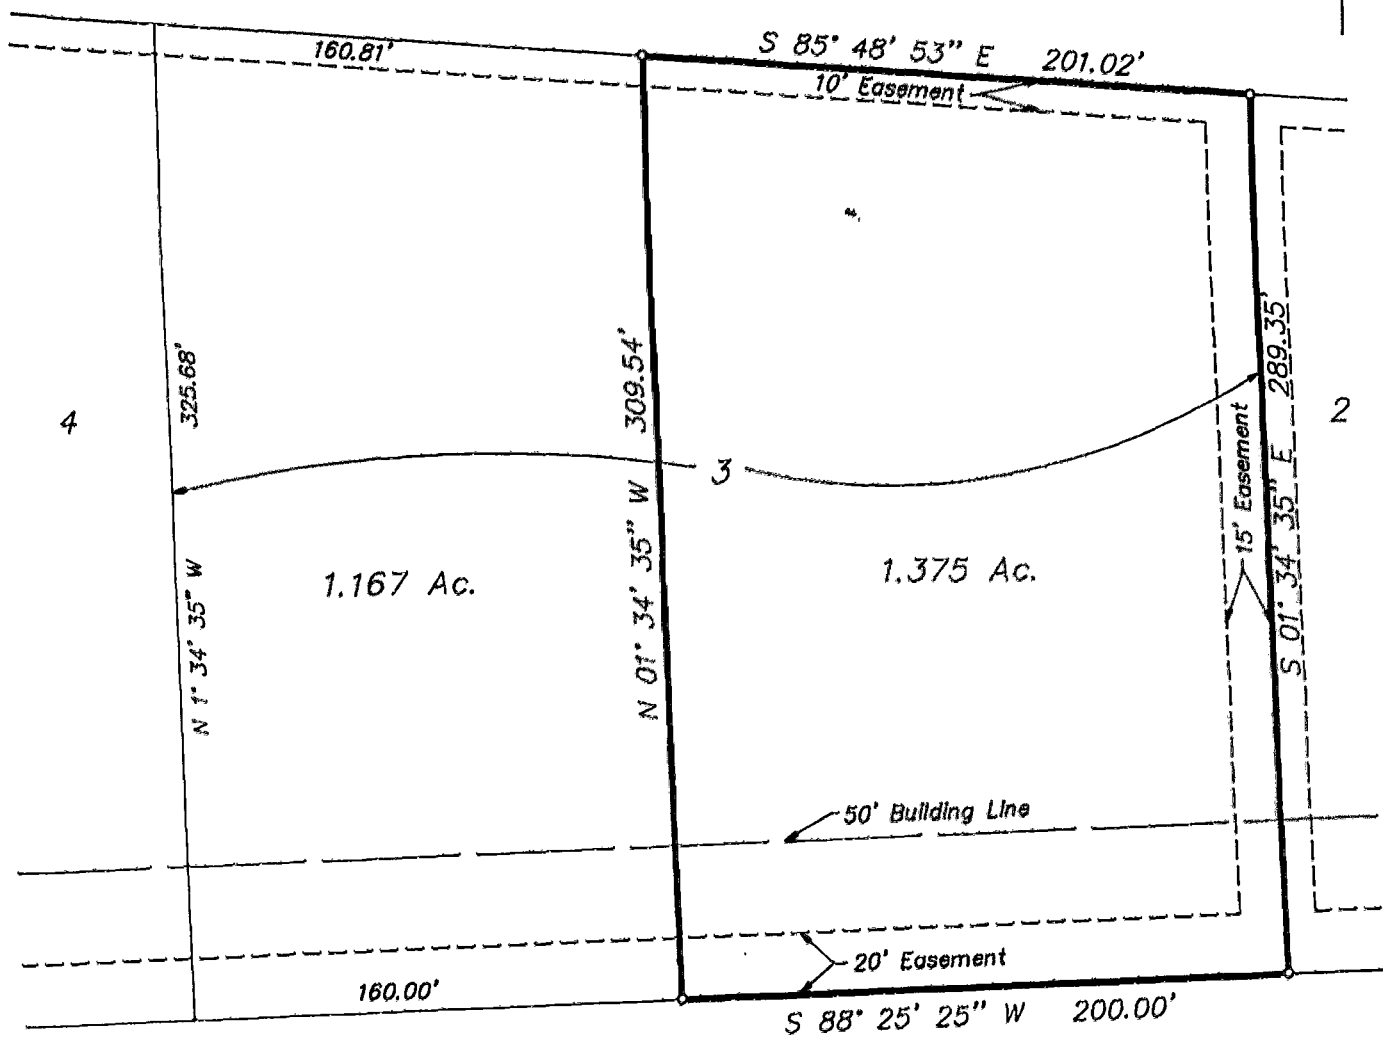 160.81'
S 85° 48' 53" E 201.02'
10' Easement
325.68'
309.54'
289.35'
4
2
3
15' Easement
N 1° 34' 35" W
N 01° 34' 35" W
S 01° 34' 35" E
1.167 Ac.
1.375 Ac.
50' Building Line
20' Easement
160.00'
S 88° 25' 25" W 200.00'